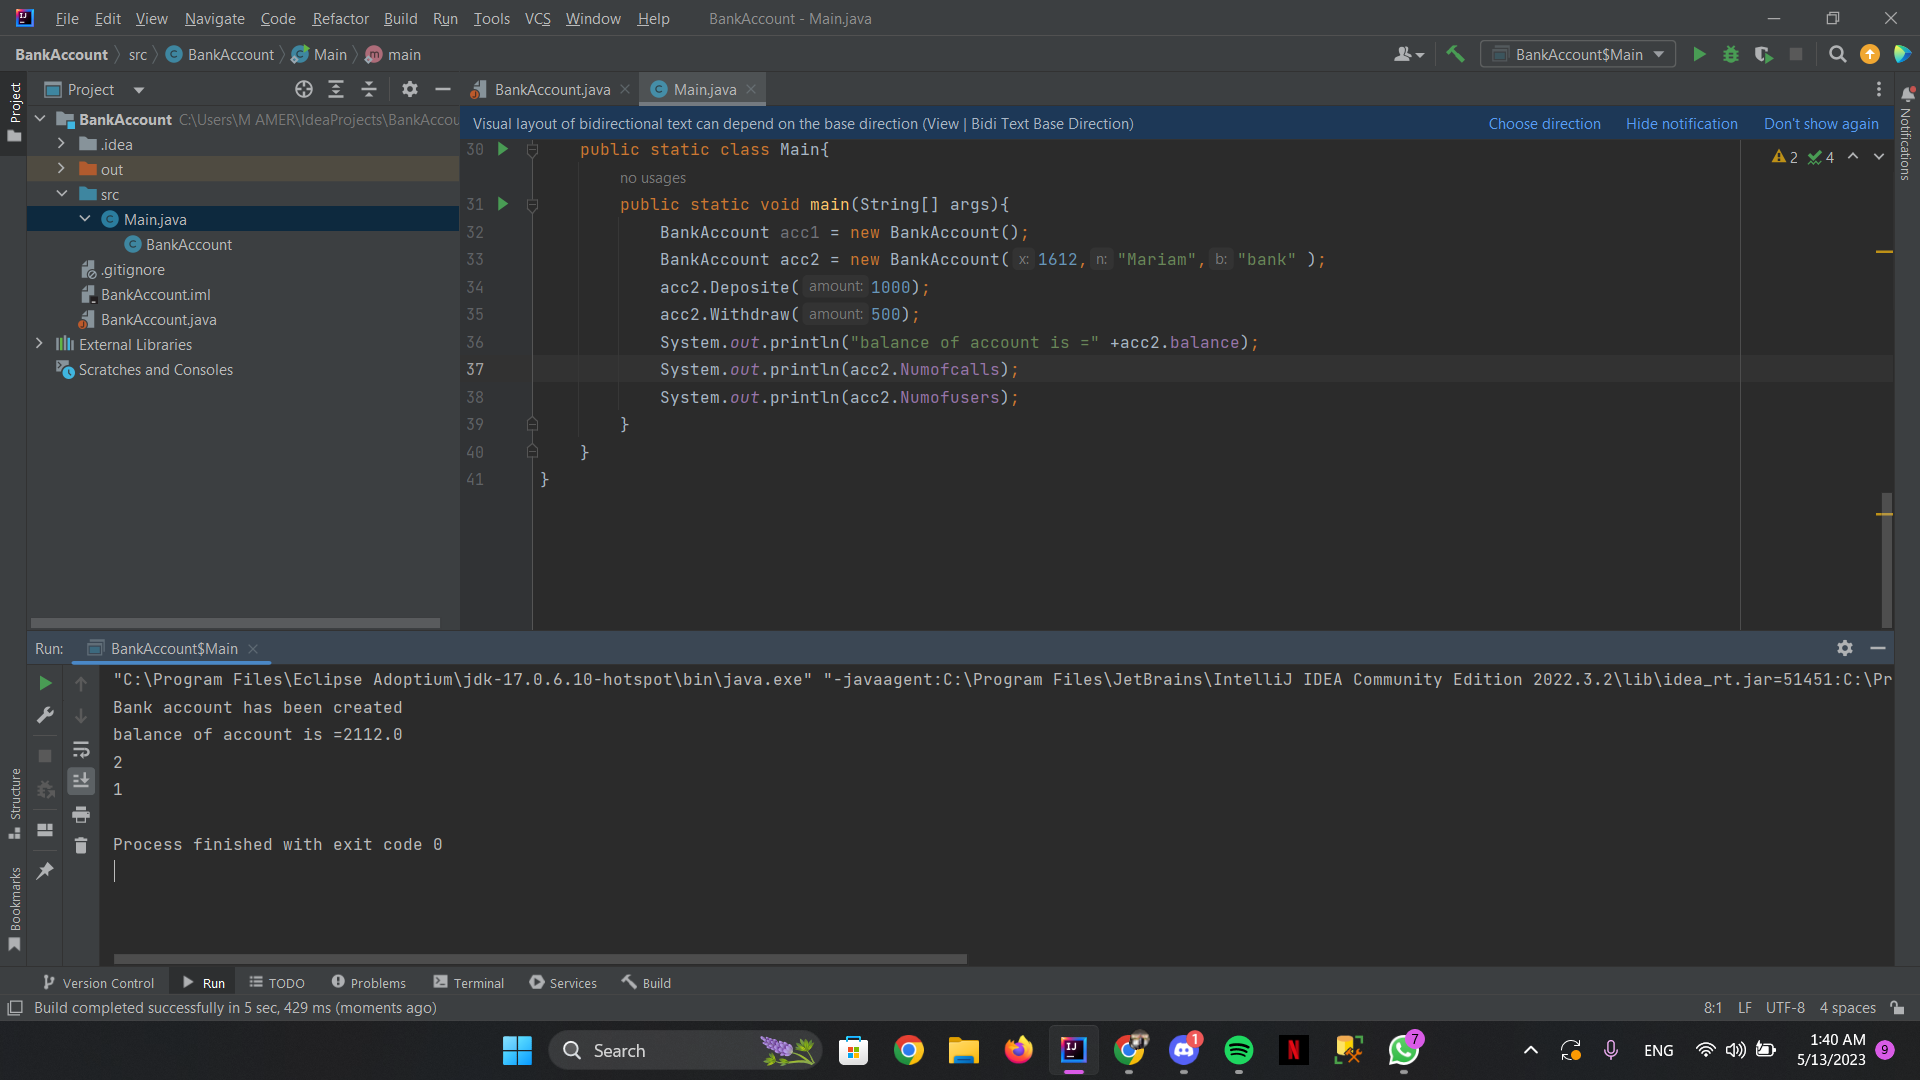 File Edit View Navigate Code Refactor Build Run Tools VCS Window Help BankAccount - Main.java
BankAccount src BankAccount Main main BankAccount$Main
Project BankAccount.java Main.java
Project
Notifications
Visual layout of bidirectional text can depend on the base direction (View | Bidi Text Base Direction) Choose direction Hide notification Don't show again
BankAccount C:\Users\M AMER\IdeaProjects\BankAccou
.idea
out
src
Main.java
BankAccount
.gitignore
BankAccount.iml
BankAccount.java
External Libraries
Scratches and Consoles
2 4
30 public static class Main{
no usages
31 public static void main(String[] args){
32 BankAccount acc1 = new BankAccount();
33 BankAccount acc2 = new BankAccount( x: 1612, n: "Mariam", b: "bank" );
34 acc2.Deposite( amount: 1000);
35 acc2.Withdraw( amount: 500);
36 System.out.println("balance of account is =" +acc2.balance);
37 System.out.println(acc2.Numofcalls);
38 System.out.println(acc2.Numofusers);
39 }
40 }
41 }
Run: BankAccount$Main
"C:\Program Files\Eclipse Adoptium\jdk-17.0.6.10-hotspot\bin\java.exe" "-javaagent:C:\Program Files\JetBrains\IntelliJ IDEA Community Edition 2022.3.2\lib\idea_rt.jar=51451:C:\Pr
Bank account has been created
balance of account is =2112.0
2
1
Process finished with exit code 0
Structure
Bookmarks
Version Control Run TODO Problems Terminal Services Build
Build completed successfully in 5 sec, 429 ms (moments ago) 8:1 LF UTF-8 4 spaces
Search IJ 1 N 7 ENG 1:40 AM 9
5/13/2023